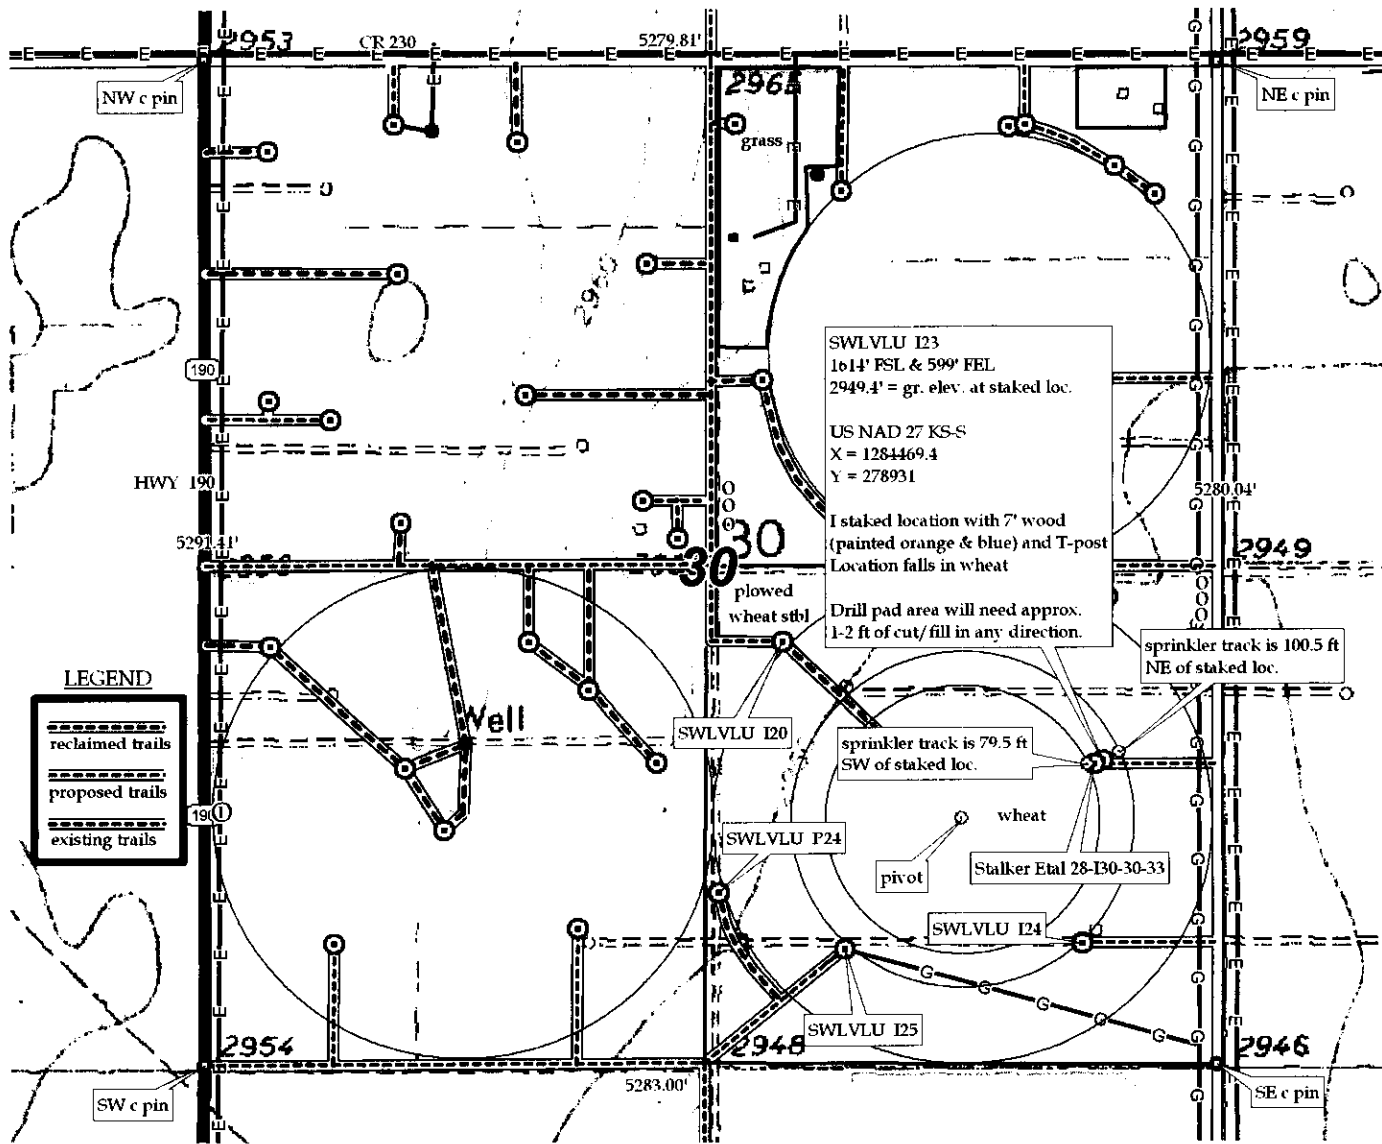 2953
CR 230
5279.81'
2959
NW c pin
2965
NE c pin
grass
2960
190
SWLVLU I23
1614' FSL & 599' FEL
2949.4' = gr. elev. at staked loc.
US NAD 27 KS-S
X = 1284469.4
Y = 278931
I staked location with 7' wood
(painted orange & blue) and T-post
Location falls in wheat
Drill pad area will need approx.
1-2 ft of cut/fill in any direction.
HWY 190
5280.04'
5291.41'
30
30
2949
plowed
wheat stbl
sprinkler track is 100.5 ft
NE of staked loc.
LEGEND
reclaimed trails
proposed trails
existing trails
Well
SWLVLU I20
sprinkler track is 79.5 ft
SW of staked loc.
190
wheat
SWLVLU P24
pivot
Stalker Etal 28-I30-30-33
SWLVLU I24
SWLVLU I25
2954
2948
2946
5283.00'
SW c pin
SE c pin